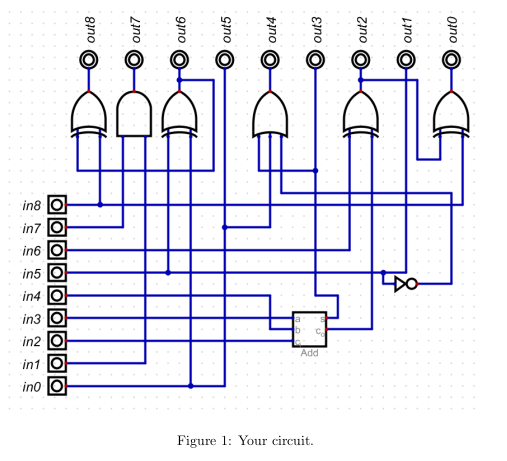 out8 out7 out6 out5 out4 out3 out2 out1 out0
in8
in7
in6
in5
in4
in3
a s
b c
in2
c
Add
in1
in0
Figure 1: Your circuit.